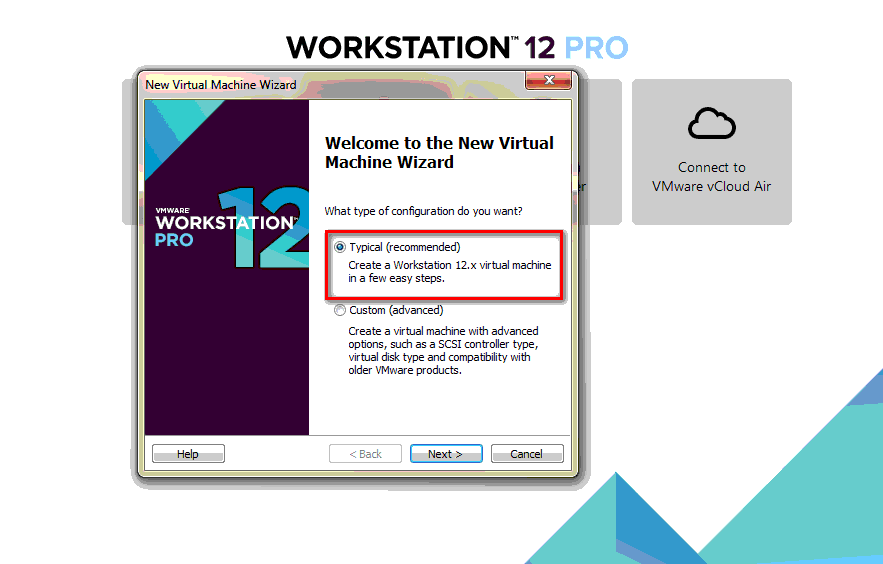 WORKSTATION™ 12 PRO
New Virtual Machine Wizard
Welcome to the New Virtual
Machine Wizard
What type of configuration do you want?
VMWARE®
WORKSTATION™
PRO
12
Typical (recommended)
Create a Workstation 12.x virtual machine
in a few easy steps.
Custom (advanced)
Create a virtual machine with advanced
options, such as a SCSI controller type,
virtual disk type and compatibility with
older VMware products.
Help
< Back
Next >
Cancel
Connect to
VMware vCloud Air